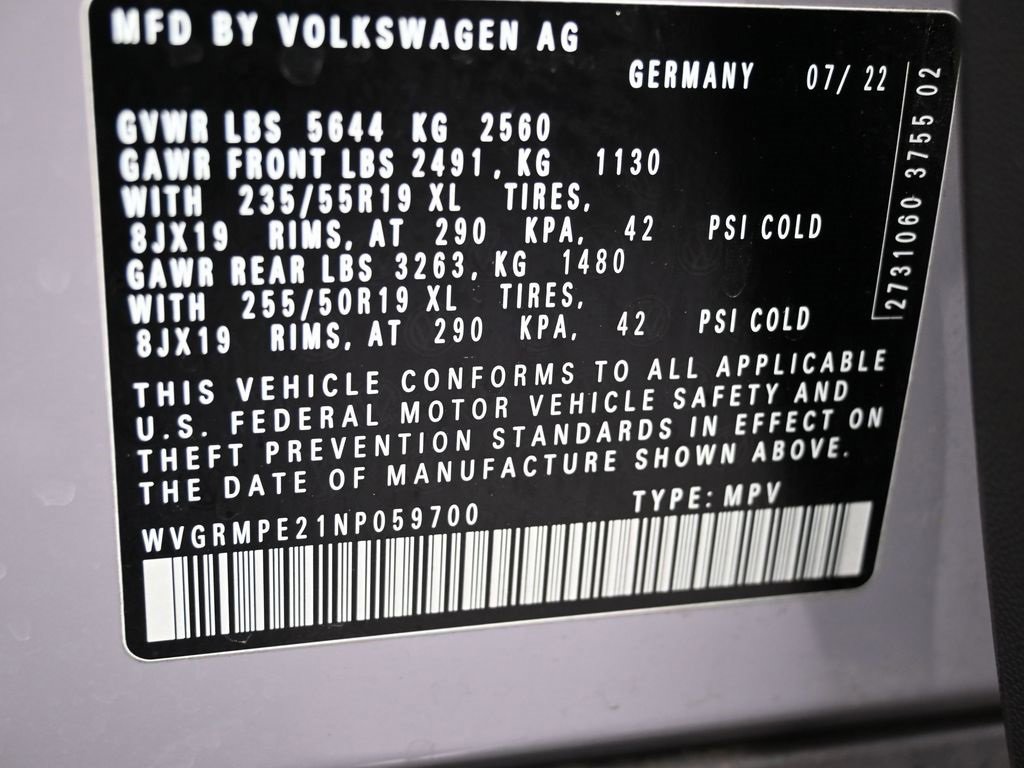 MFD BY VOLKSWAGEN AG
GERMANY 07/ 22
GVWR LBS 5644 KG 2560
GAWR FRONT LBS 2491, KG 1130
WITH 235/55R19 XL TIRES,
8JX19 RIMS, AT 290 KPA, 42 PSI COLD
GAWR REAR LBS 3263, KG 1480
WITH 255/50R19 XL TIRES,
8JX19 RIMS, AT 290 KPA, 42 PSI COLD
THIS VEHICLE CONFORMS TO ALL APPLICABLE
U.S. FEDERAL MOTOR VEHICLE SAFETY AND
THEFT PREVENTION STANDARDS IN EFFECT ON
THE DATE OF MANUFACTURE SHOWN ABOVE.
WVGRMPE21NP059700 TYPE: MPV
2731060 3755 02